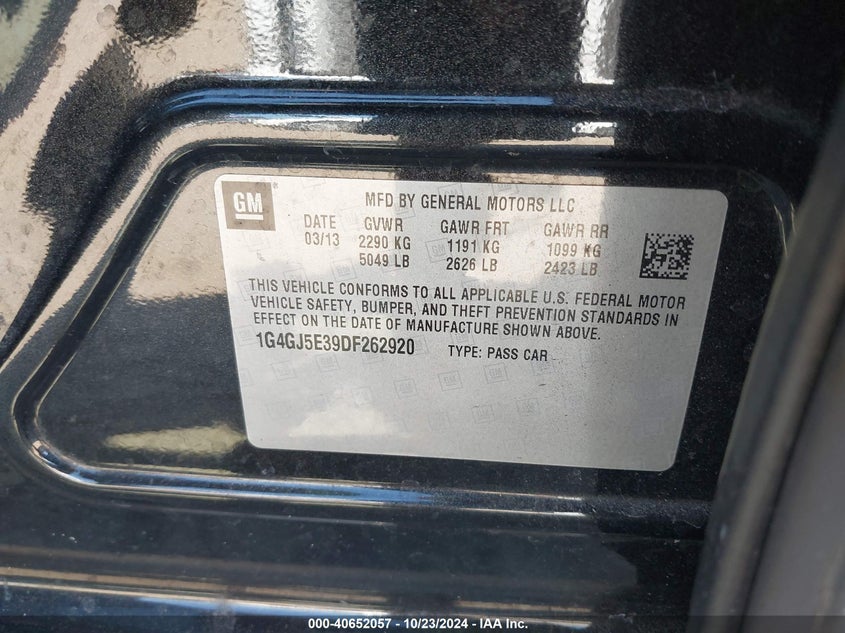 GM
MFD BY GENERAL MOTORS LLC
DATE GVWR GAWR FRT GAWR RR
03/13 2290 KG 1191 KG 1099 KG
5049 LB 2626 LB 2423 LB
THIS VEHICLE CONFORMS TO ALL APPLICABLE U.S. FEDERAL MOTOR
VEHICLE SAFETY, BUMPER, AND THEFT PREVENTION STANDARDS IN
EFFECT ON THE DATE OF MANUFACTURE SHOWN ABOVE.
1G4GJ5E39DF262920 TYPE: PASS CAR
000-40652057 - 10/23/2024 - IAA Inc.